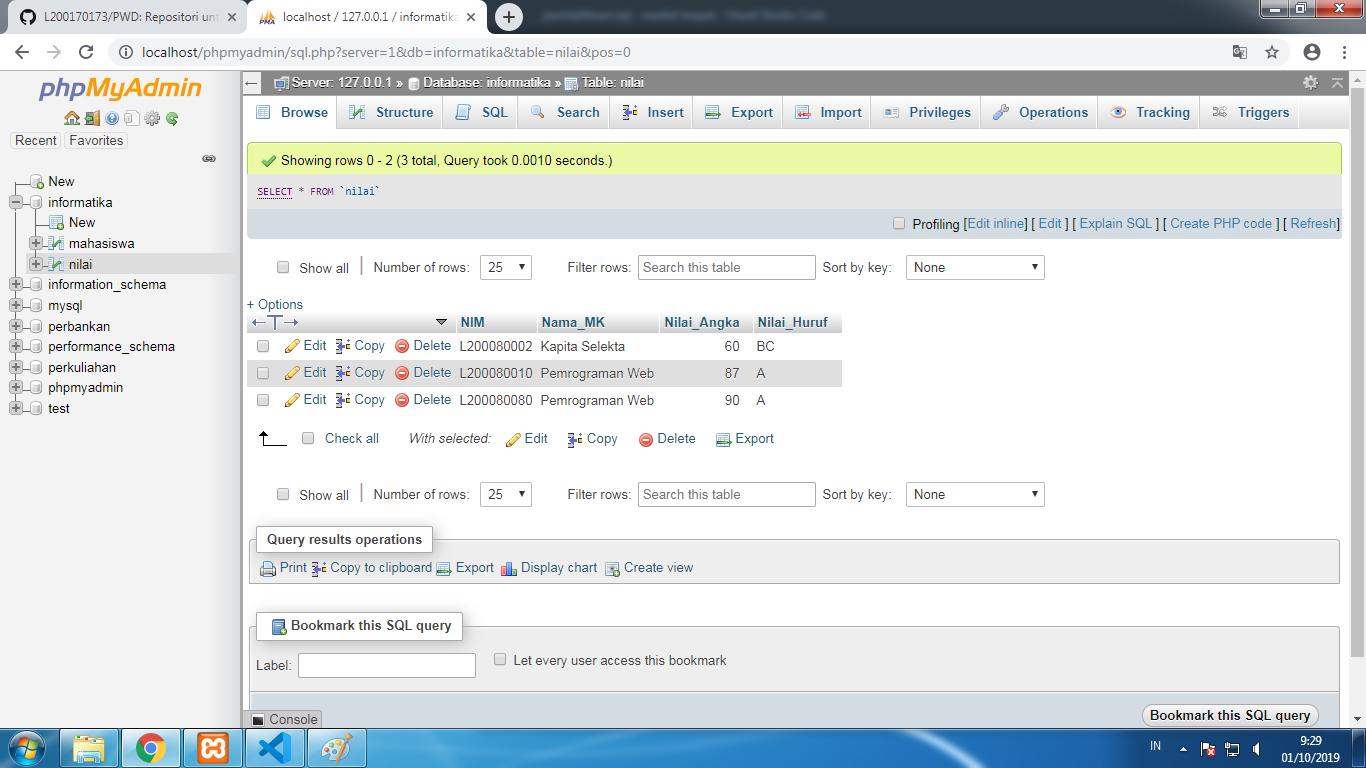 L200170173/PWD: Repositori unt
localhost / 127.0.0.1 / informatika
localhost/phpmyadmin/sql.php?server=1&db=informatika&table=nilai&pos=0
phpMyAdmin
Recent Favorites
New
informatika
New
mahasiswa
nilai
information_schema
mysql
perbankan
performance_schema
perkuliahan
phpmyadmin
test
Server: 127.0.0.1 » Database: informatika » Table: nilai
Browse Structure SQL Search Insert Export Import Privileges Operations Tracking Triggers
Showing rows 0 - 2 (3 total, Query took 0.0010 seconds.)
SELECT * FROM `nilai`
Profiling [Edit inline] [ Edit ] [ Explain SQL ] [ Create PHP code ] [ Refresh]
Show all Number of rows: 25 Filter rows: Search this table Sort by key: None
+ Options
NIM Nama_MK Nilai_Angka Nilai_Huruf
Edit Copy Delete L200080002 Kapita Selekta 60 BC
Edit Copy Delete L200080010 Pemrograman Web 87 A
Edit Copy Delete L200080080 Pemrograman Web 90 A
Check all With selected: Edit Copy Delete Export
Show all Number of rows: 25 Filter rows: Search this table Sort by key: None
Query results operations
Print Copy to clipboard Export Display chart Create view
Bookmark this SQL query
Label: Let every user access this bookmark
Bookmark this SQL query
Console
IN 9:29
01/10/2019